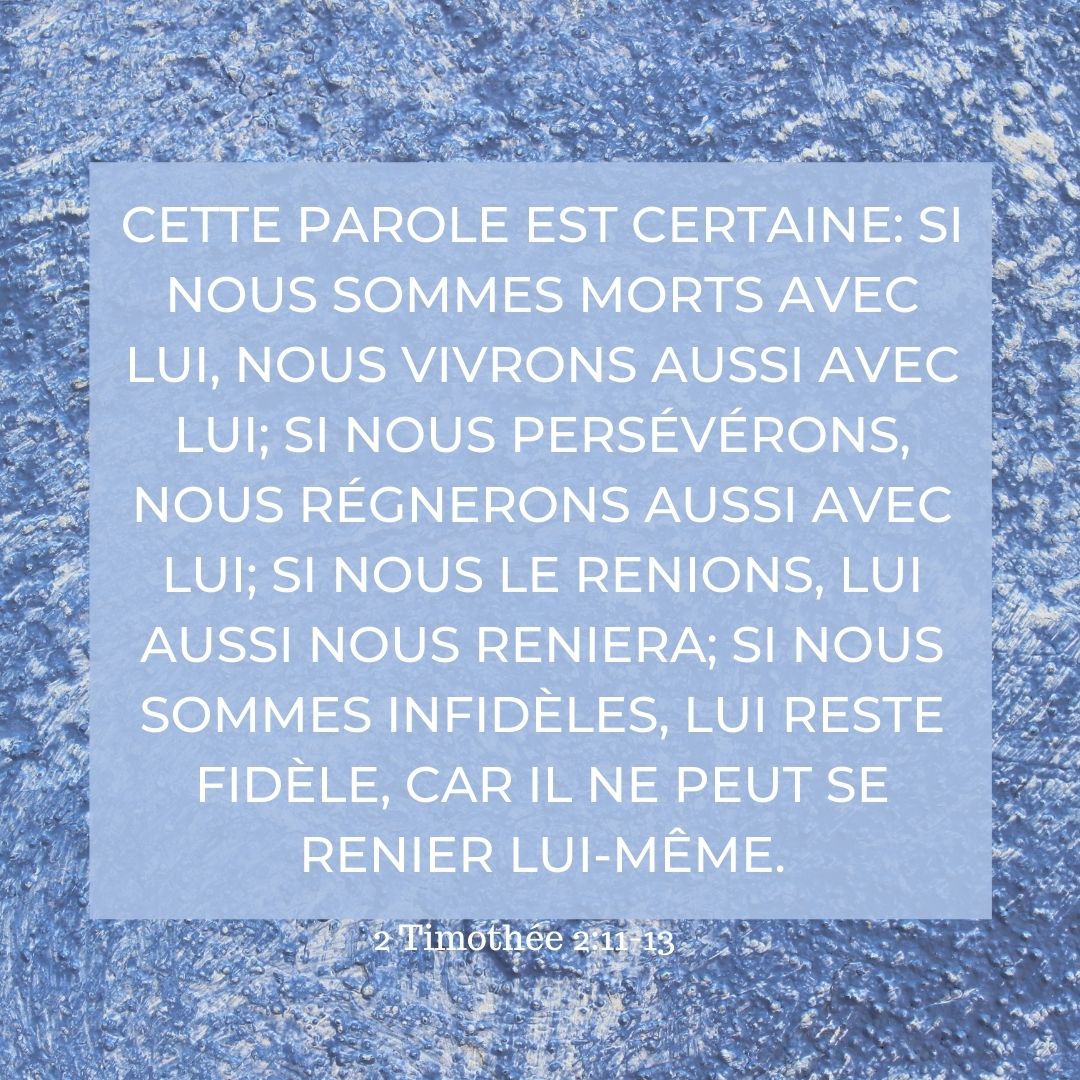 CETTE PAROLE EST CERTAINE: SI
NOUS SOMMES MORTS AVEC
LUI, NOUS VIVRONS AUSSI AVEC
LUI; SI NOUS PERSÉVÉRONS,
NOUS RÉGNERONS AUSSI AVEC
LUI; SI NOUS LE RENIONS, LUI
AUSSI NOUS RENIERA; SI NOUS
SOMMES INFIDÈLES, LUI RESTE
FIDÈLE, CAR IL NE PEUT SE
RENIER LUI-MÊME.
2 Timothée 2:11-13